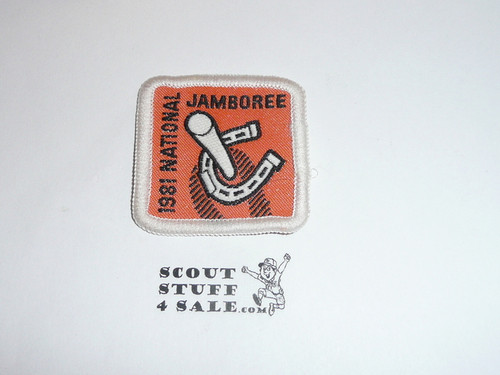 1981 NATIONAL
JAMBOREE
SCOUT
STUFF
4 SALE.COM